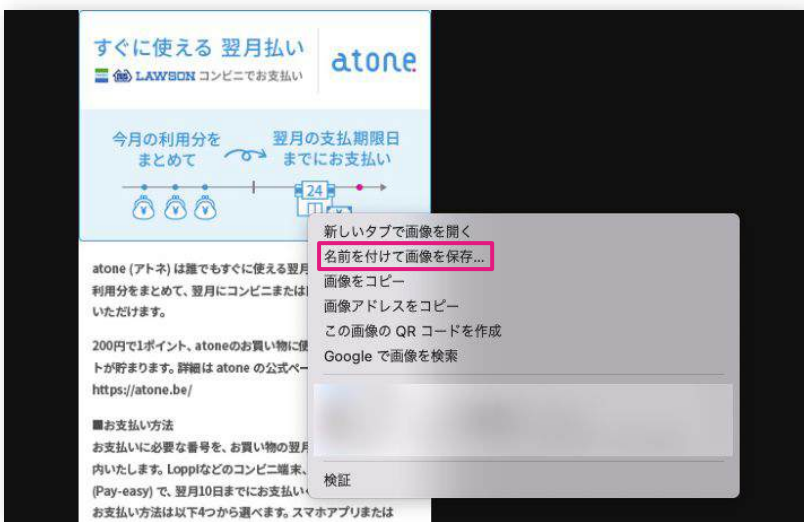 すぐに使える 翌月払い
LAWSON コンビニでお支払い
atone
今月の利用分を
まとめて
翌月の支払期限日
までにお支払い
24
¥ ¥ ¥
atone (アトネ) は誰でもすぐに使える翌月
利用分をまとめて、翌月にコンビニまたは
いただけます。
200円で1ポイント、atoneのお買い物に使
トが貯まります。詳細は atone の公式ペー
https://atone.be/
■お支払い方法
お支払いに必要な番号を、お買い物の翌月
内いたします。Loppiなどのコンビニ端末、
(Pay-easy) で、翌月10日までにお支払い
お支払い方法は以下4つから選べます。スマホアプリまたは
新しいタブで画像を開く
名前を付けて画像を保存...
画像をコピー
画像アドレスをコピー
この画像の QR コードを作成
Google で画像を検索
検証